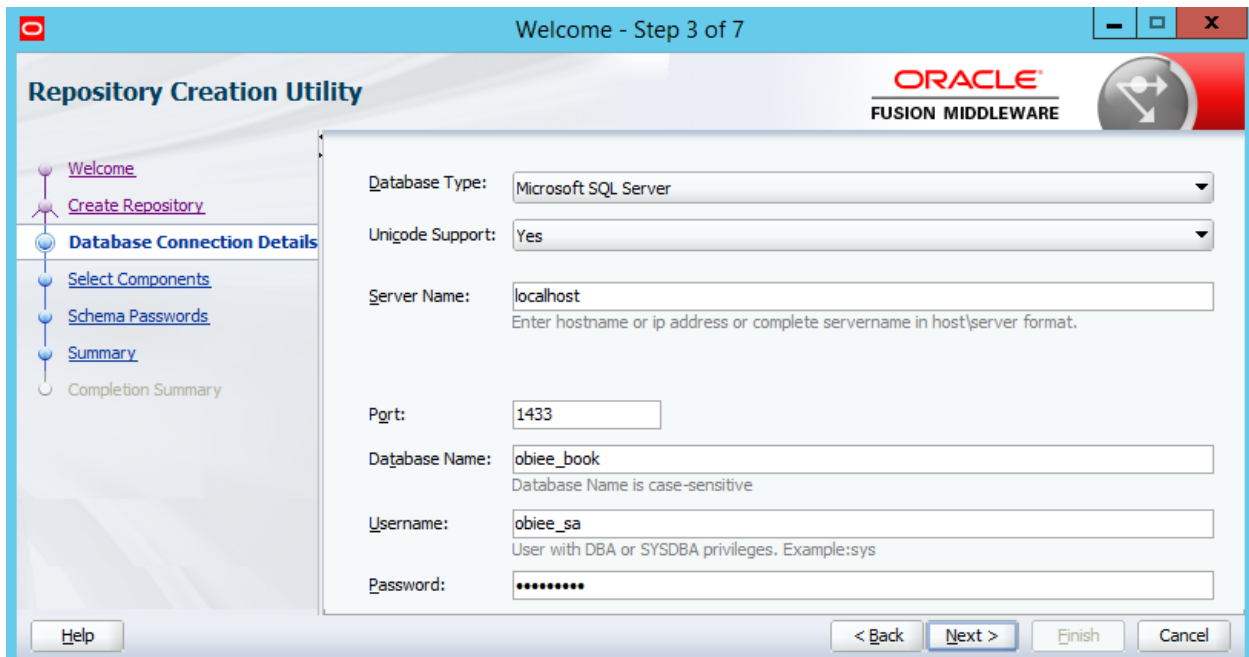 Welcome - Step 3 of 7
Repository Creation Utility
ORACLE
FUSION MIDDLEWARE
Welcome
Create Repository
Database Connection Details
Select Components
Schema Passwords
Summary
Completion Summary
Database Type: Microsoft SQL Server
Unicode Support: Yes
Server Name: localhost
Enter hostname or ip address or complete servername in host\server format.
Port: 1433
Database Name: obiee_book
Database Name is case-sensitive
Username: obiee_sa
User with DBA or SYSDBA privileges. Example:sys
Password: •••••••••
Help < Back Next > Finish Cancel